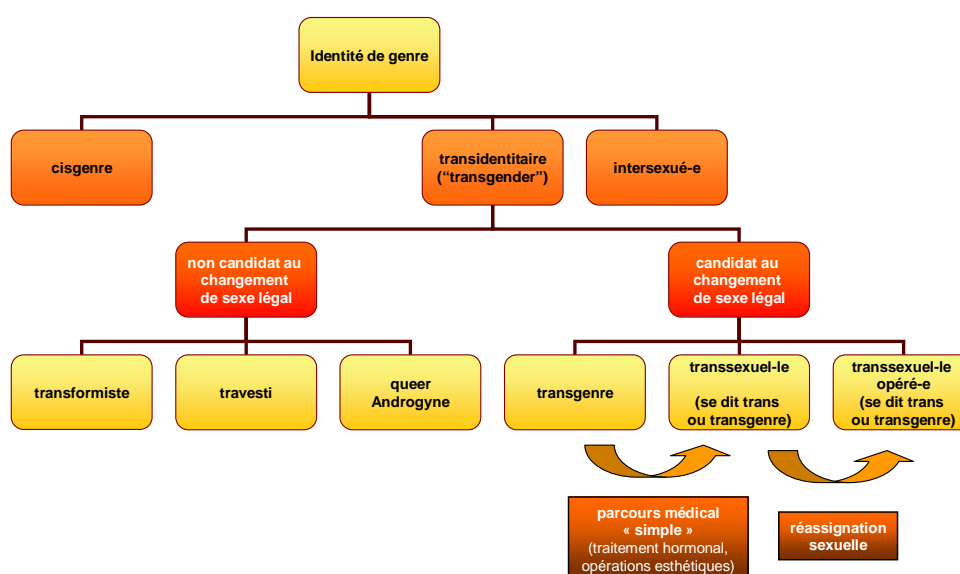 Identité de genre
cisgenre
transidentitaire
(“transgender”)
intersexué-e
non candidat au
changement
de sexe légal
candidat au
changement
de sexe légal
transformiste
travesti
queer
Androgyne
transgenre
transsexuel-le
(se dit trans
ou transgenre)
transsexuel-le
opéré-e
(se dit trans
ou transgenre)
parcours médical
« simple »
(traitement hormonal,
opérations esthétiques)
réassignation
sexuelle